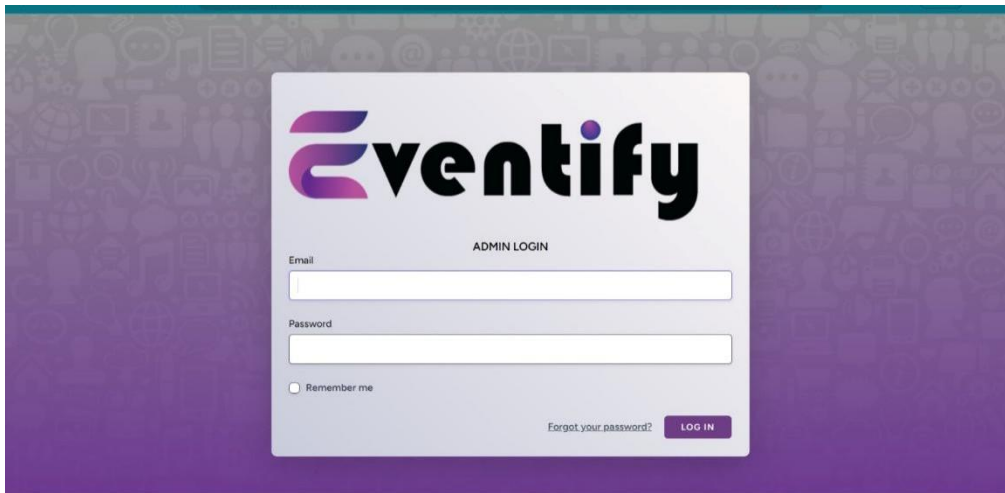 Eventify
ADMIN LOGIN
Email
Password
Remember me
Forgot your password? LOG IN